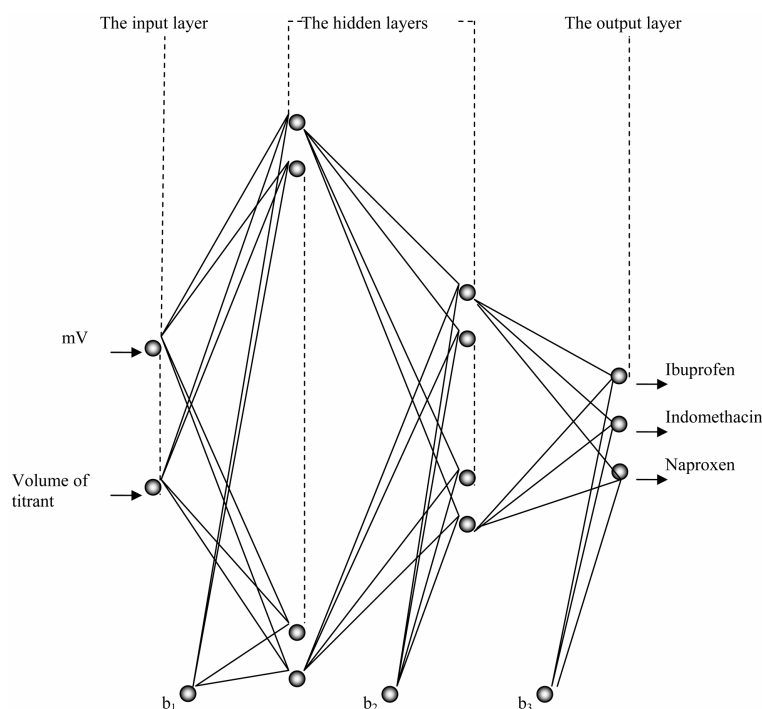 The input layer
The hidden layers
The output layer
mV
Volume of
titrant
Ibuprofen
Indomethacin
Naproxen
b1
b2
b3